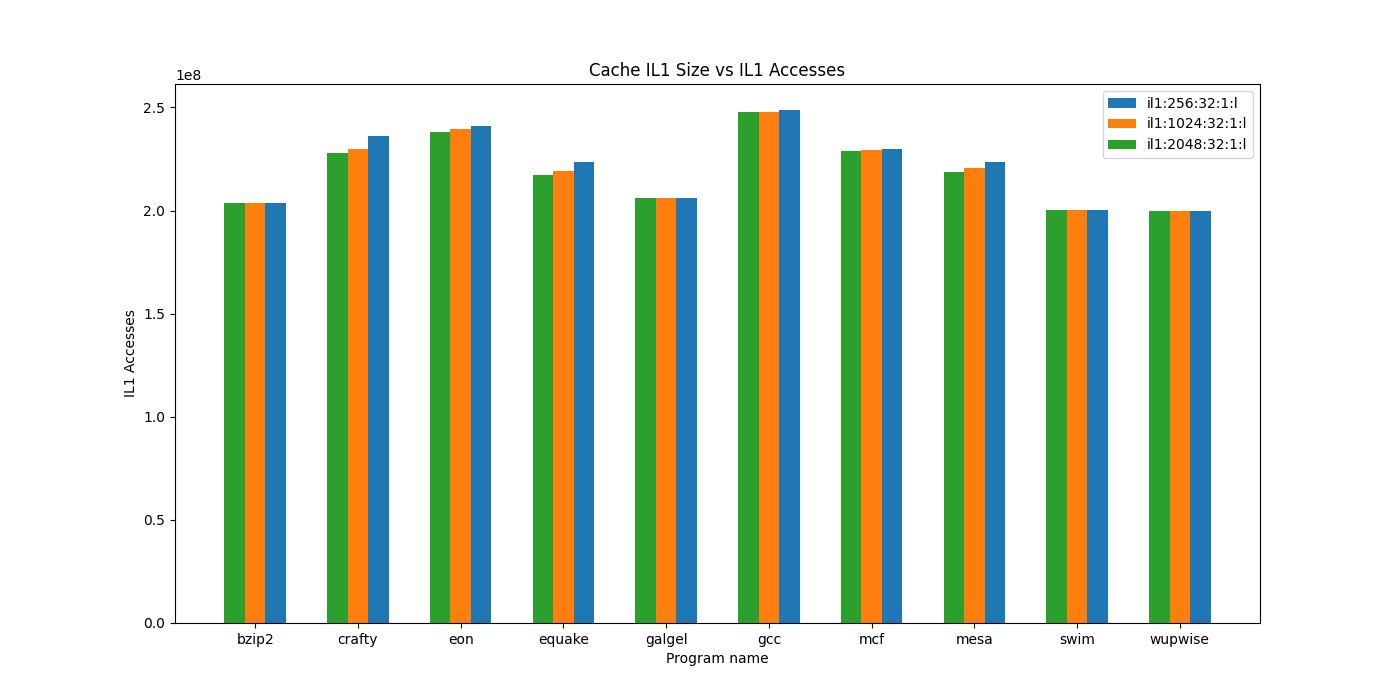 Cache IL1 Size vs IL1 Accesses
1e8
il1:256:32:1:l
il1:1024:32:1:l
il1:2048:32:1:l
2.5
2.0
1.5
1.0
0.5
0.0
IL1 Accesses
bzip2 crafty eon equake galgel gcc mcf mesa swim wupwise
Program name